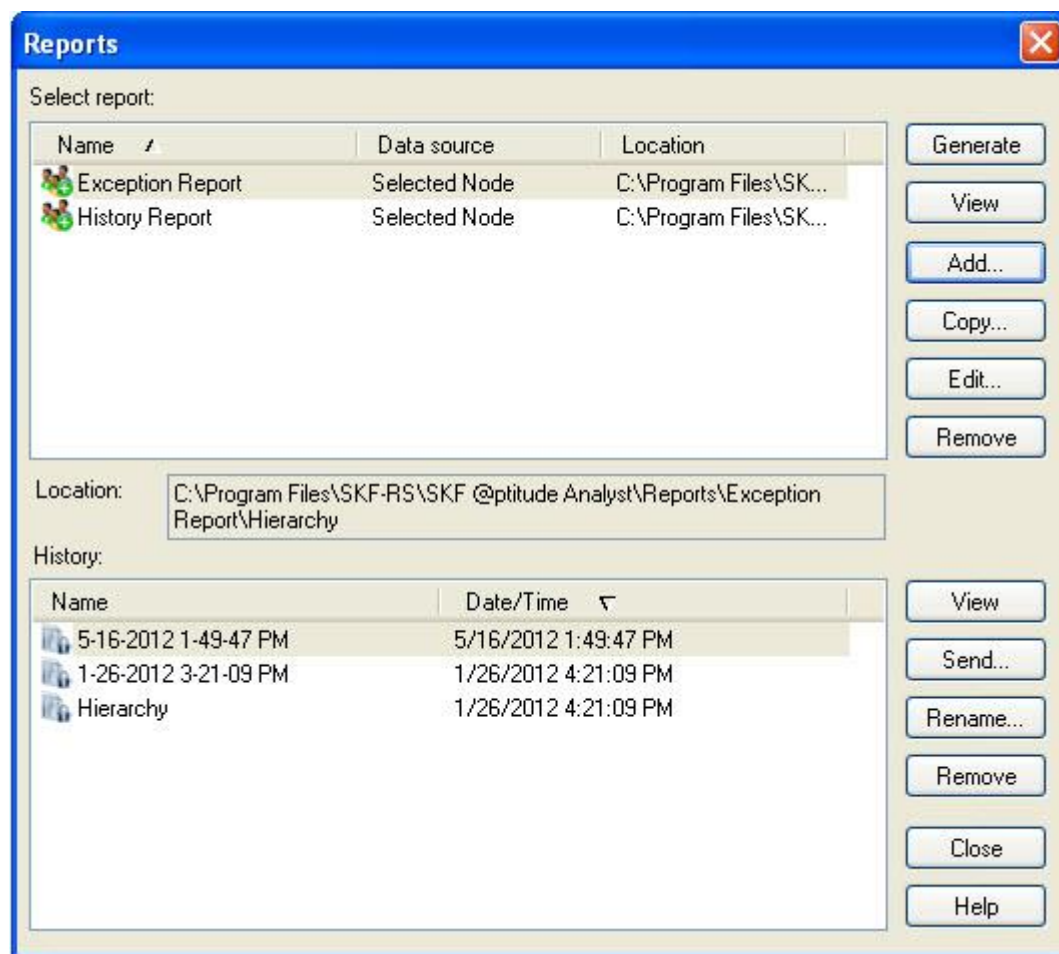 Reports
Select report:
Name Data source Location
Exception Report Selected Node C:\Program Files\SK...
History Report Selected Node C:\Program Files\SK...
Generate
View
Add...
Copy...
Edit...
Remove
Location: C:\Program Files\SKF-RS\SKF @ptitude Analyst\Reports\Exception
Report\Hierarchy
History:
Name Date/Time
5-16-2012 1-49-47 PM 5/16/2012 1:49:47 PM
1-26-2012 3-21-09 PM 1/26/2012 4:21:09 PM
Hierarchy 1/26/2012 4:21:09 PM
View
Send...
Rename...
Remove
Close
Help